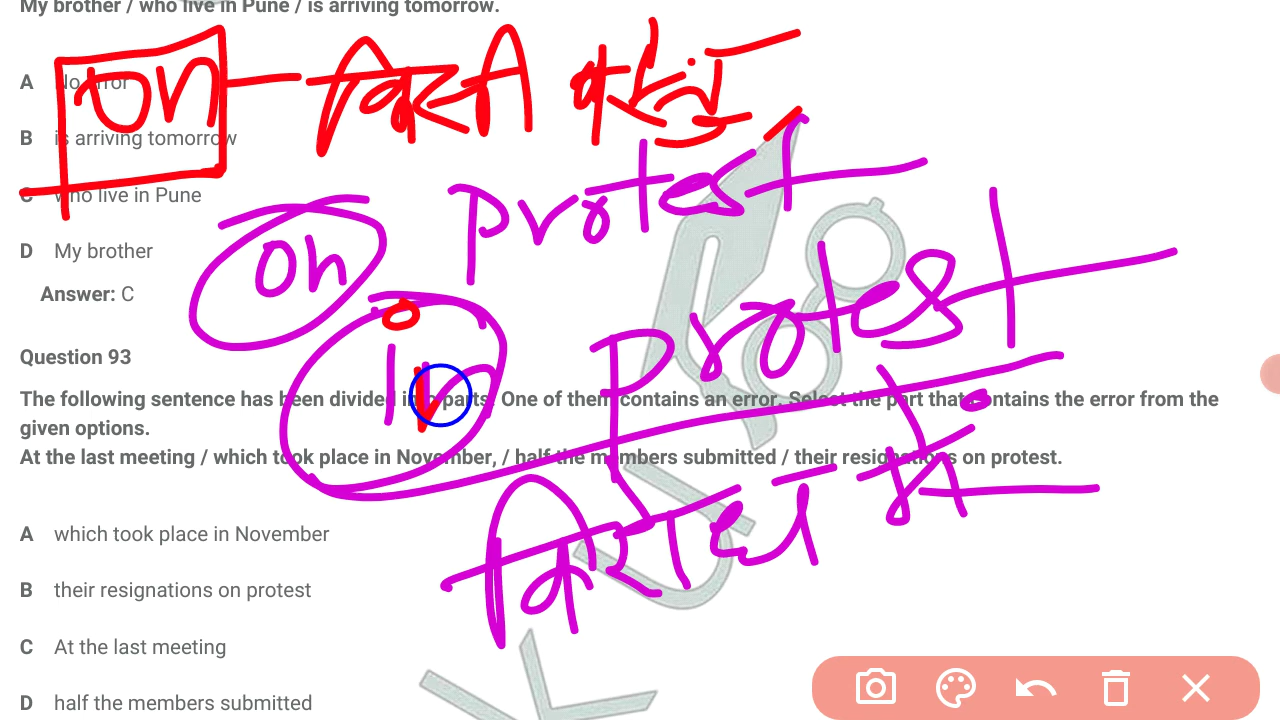 My brother / who live in Pune / is arriving tomorrow.
A No error
B is arriving tomorrow
C who live in Pune
D My brother
Answer: C
on
on protest
in protest
विरोध में
Question 93
The following sentence has been divided into parts. One of them contains an error. Select the part that contains the error from the
given options.
At the last meeting / which took place in November, / half the members submitted / their resignations on protest.
A which took place in November
B their resignations on protest
C At the last meeting
D half the members submitted